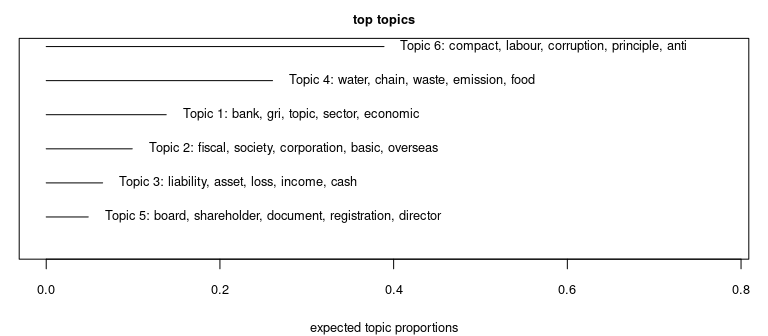 top topics
Topic 6: compact, labour, corruption, principle, anti
Topic 4: water, chain, waste, emission, food
Topic 1: bank, gri, topic, sector, economic
Topic 2: fiscal, society, corporation, basic, overseas
Topic 3: liability, asset, loss, income, cash
Topic 5: board, shareholder, document, registration, director
0.0 0.2 0.4 0.6 0.8
expected topic proportions